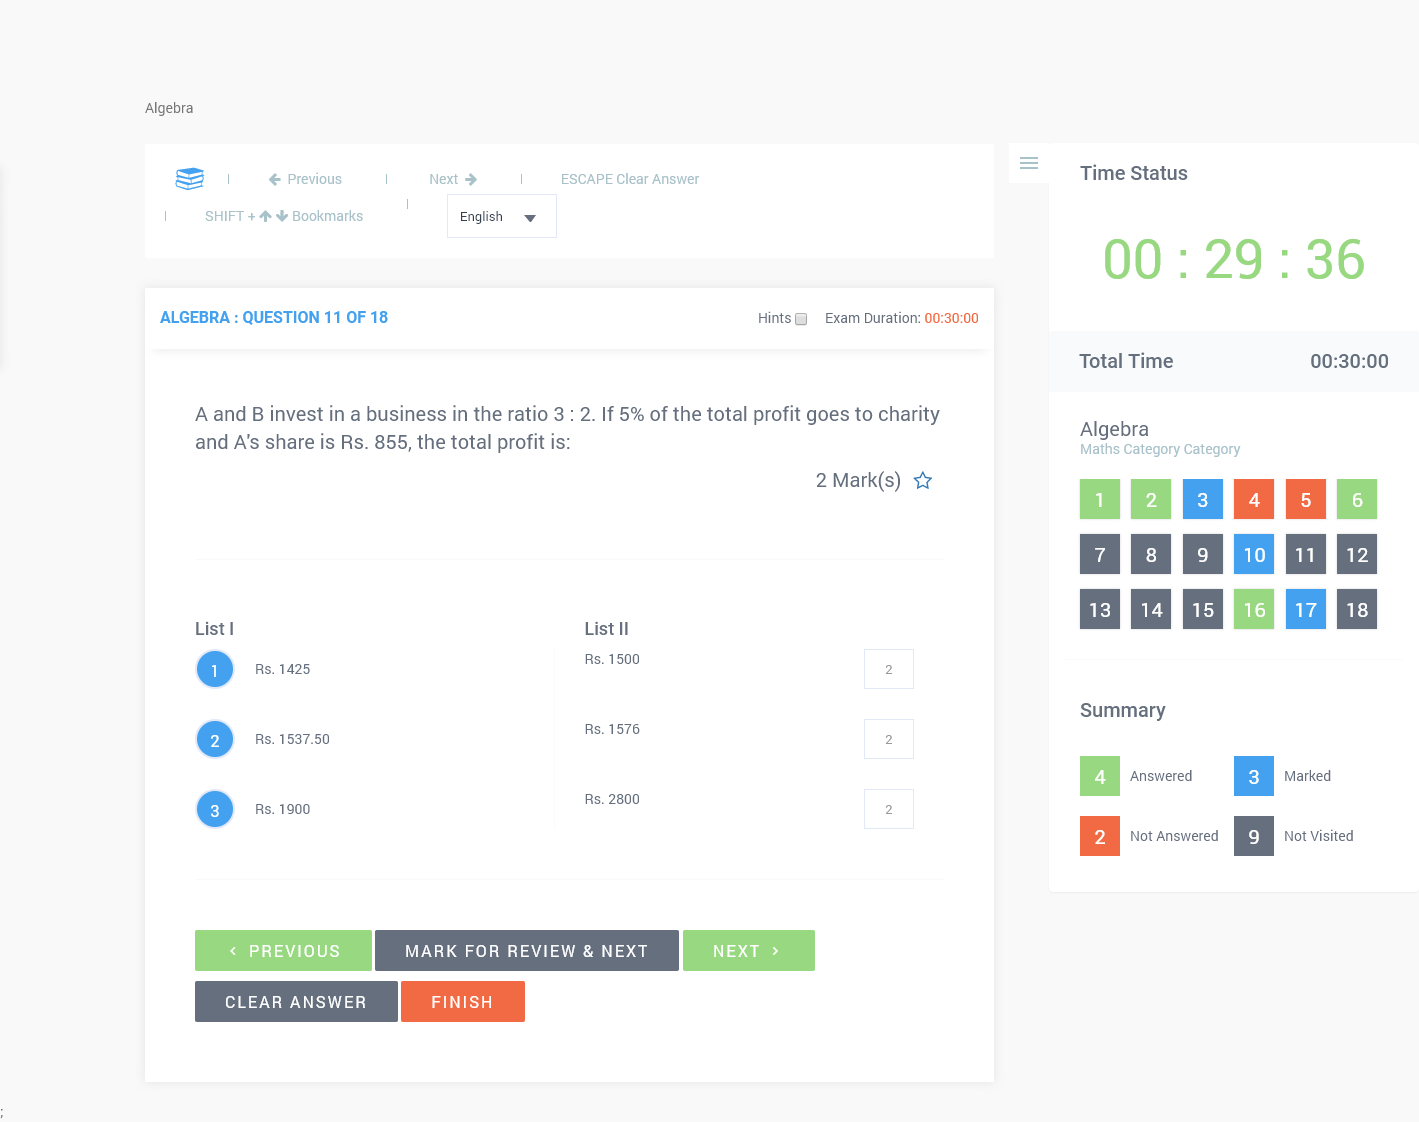 Algebra
Previous
Next
ESCAPE Clear Answer
SHIFT + Bookmarks
English
ALGEBRA : QUESTION 11 OF 18
Hints
Exam Duration: 00:30:00
A and B invest in a business in the ratio 3 : 2. If 5% of the total profit goes to charity
and A's share is Rs. 855, the total profit is:
2 Mark(s)
List I
List II
1 Rs. 1425
Rs. 1500 2
2 Rs. 1537.50
Rs. 1576 2
3 Rs. 1900
Rs. 2800 2
PREVIOUS
MARK FOR REVIEW & NEXT
NEXT
CLEAR ANSWER
FINISH
;
Time Status
00 : 29 : 36
Total Time 00:30:00
Algebra
Maths Category Category
1 2 3 4 5 6
7 8 9 10 11 12
13 14 15 16 17 18
Summary
4 Answered
3 Marked
2 Not Answered
9 Not Visited